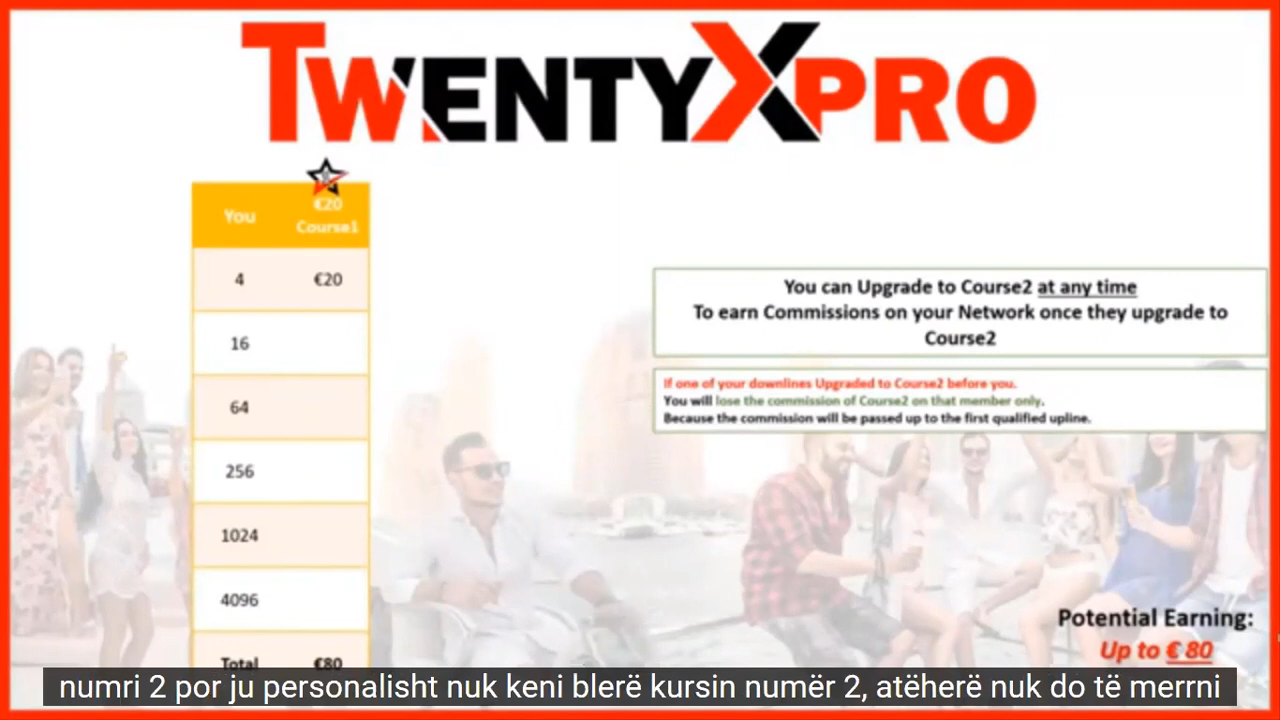 TWENTYXPRO
You €20
Course1
4 €20
16
64
256
1024
4096
Total €80
You can Upgrade to Course2 at any time
To earn Commissions on your Network once they upgrade to
Course2
If one of your downlines Upgraded to Course2 before you.
You will lose the commission of Course2 on that member only.
Because the commission will be passed up to the first qualified upline.
Potential Earning:
Up to € 80
numri 2 por ju personalisht nuk keni blerë kursin numër 2, atëherë nuk do të merrni